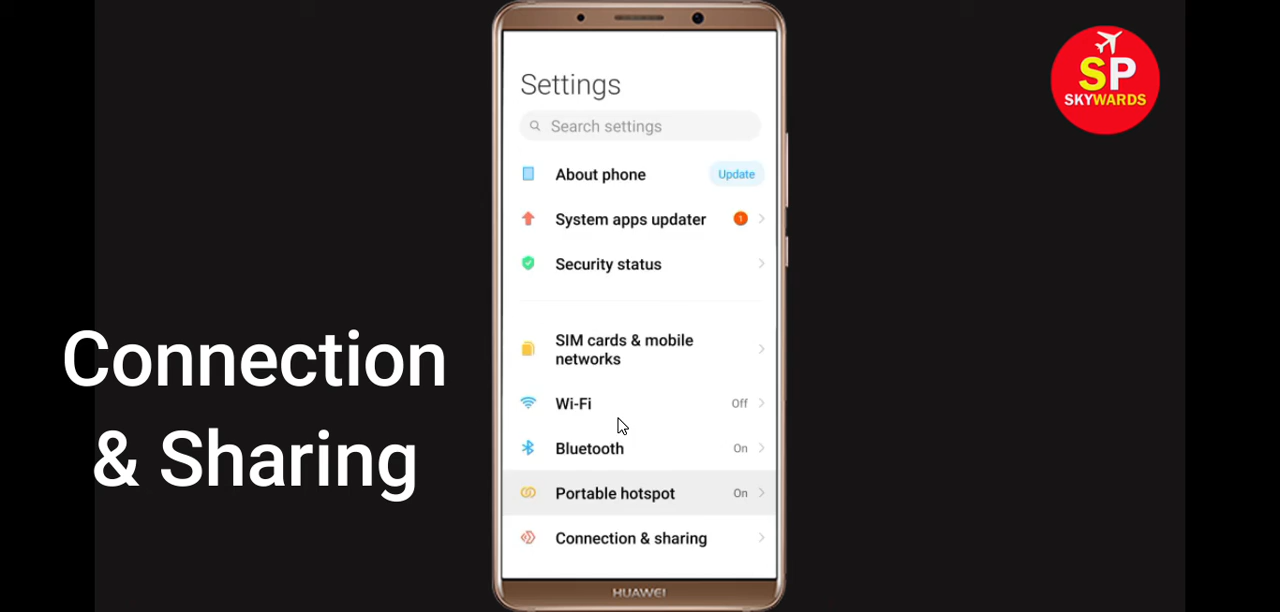 SP
SKYWARDS
Settings
Search settings
About phone Update
System apps updater 1
Security status
SIM cards & mobile
networks
Wi-Fi Off
Bluetooth On
Portable hotspot On
Connection & sharing
HUAWEI
Connection
& Sharing